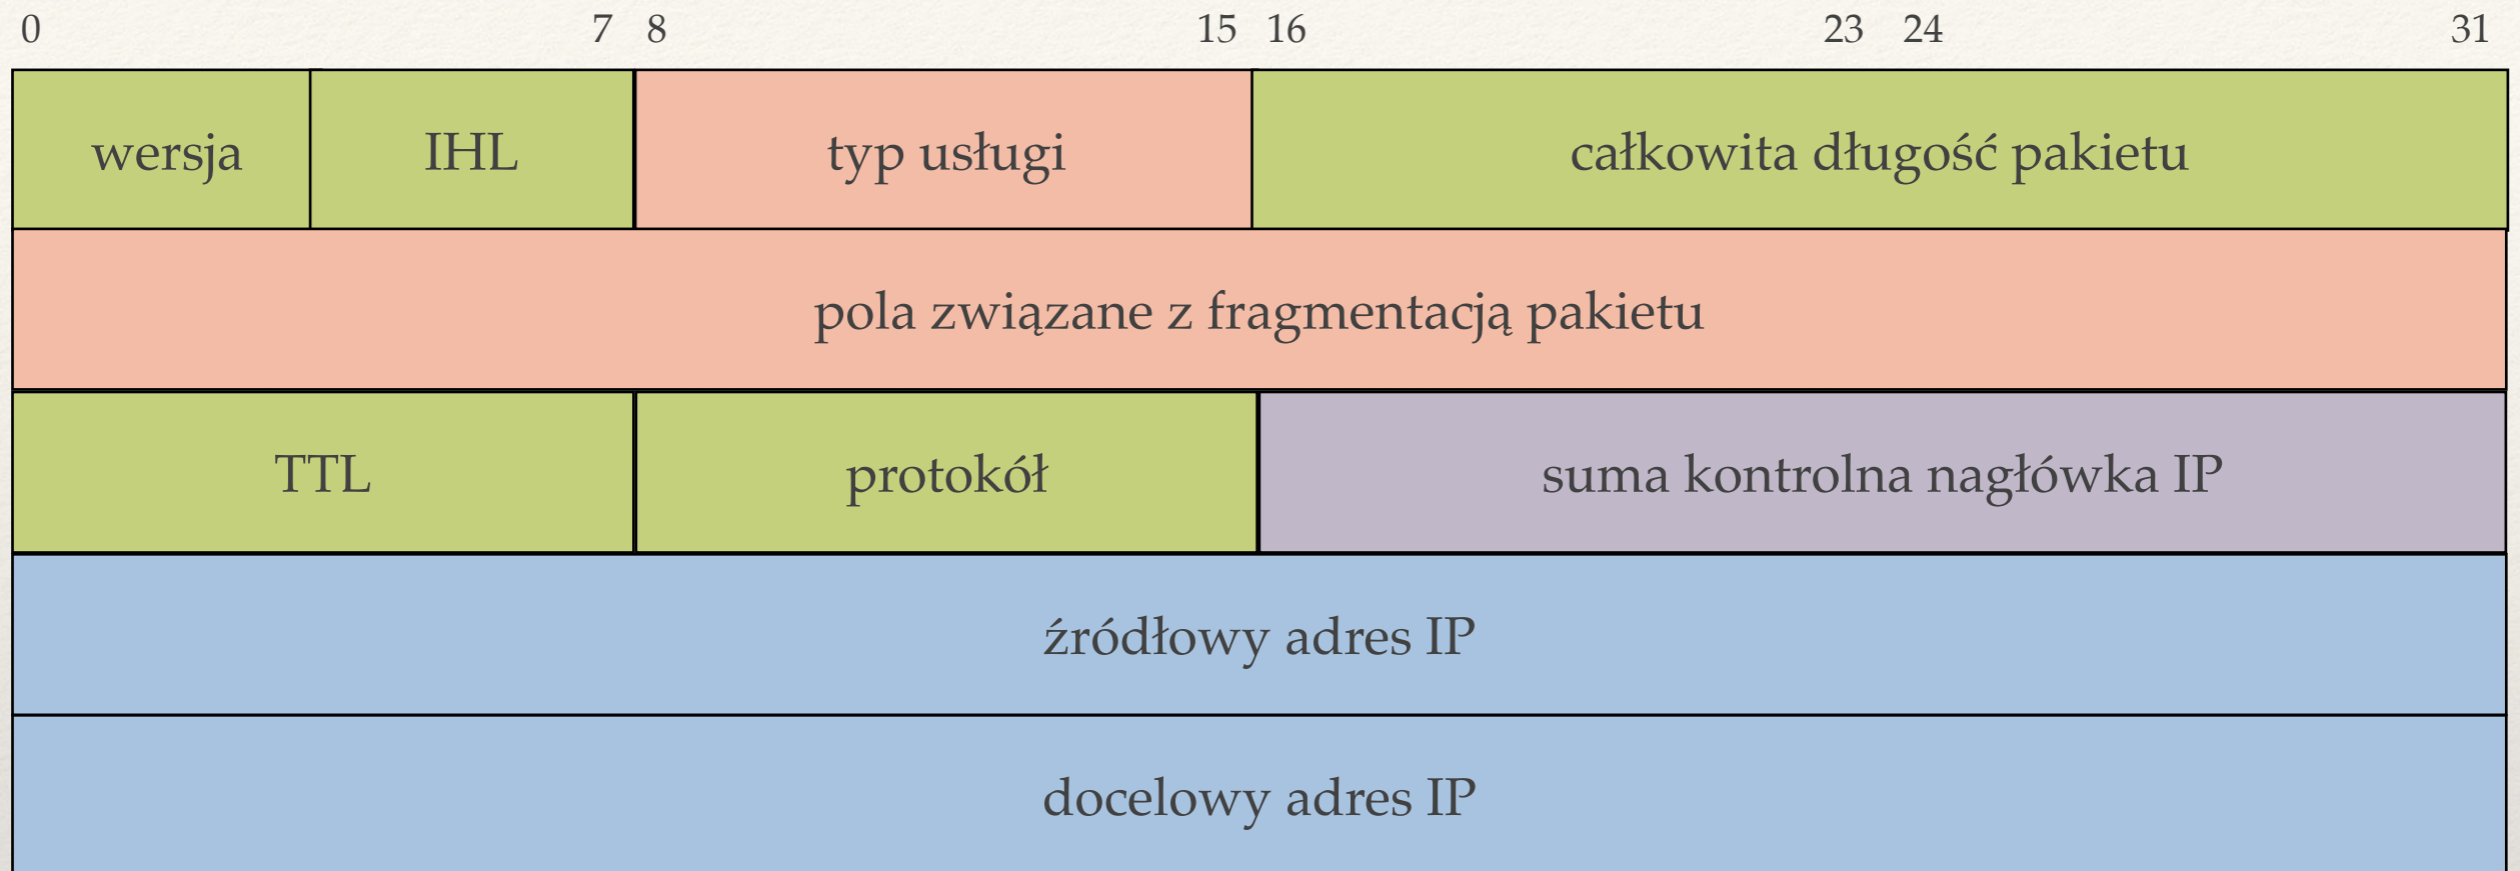 0 7 8 15 16 23 24 31
wersja IHL typ usługi całkowita długość pakietu
pola związane z fragmentacją pakietu
TTL protokół suma kontrolna nagłówka IP
źródłowy adres IP
docelowy adres IP